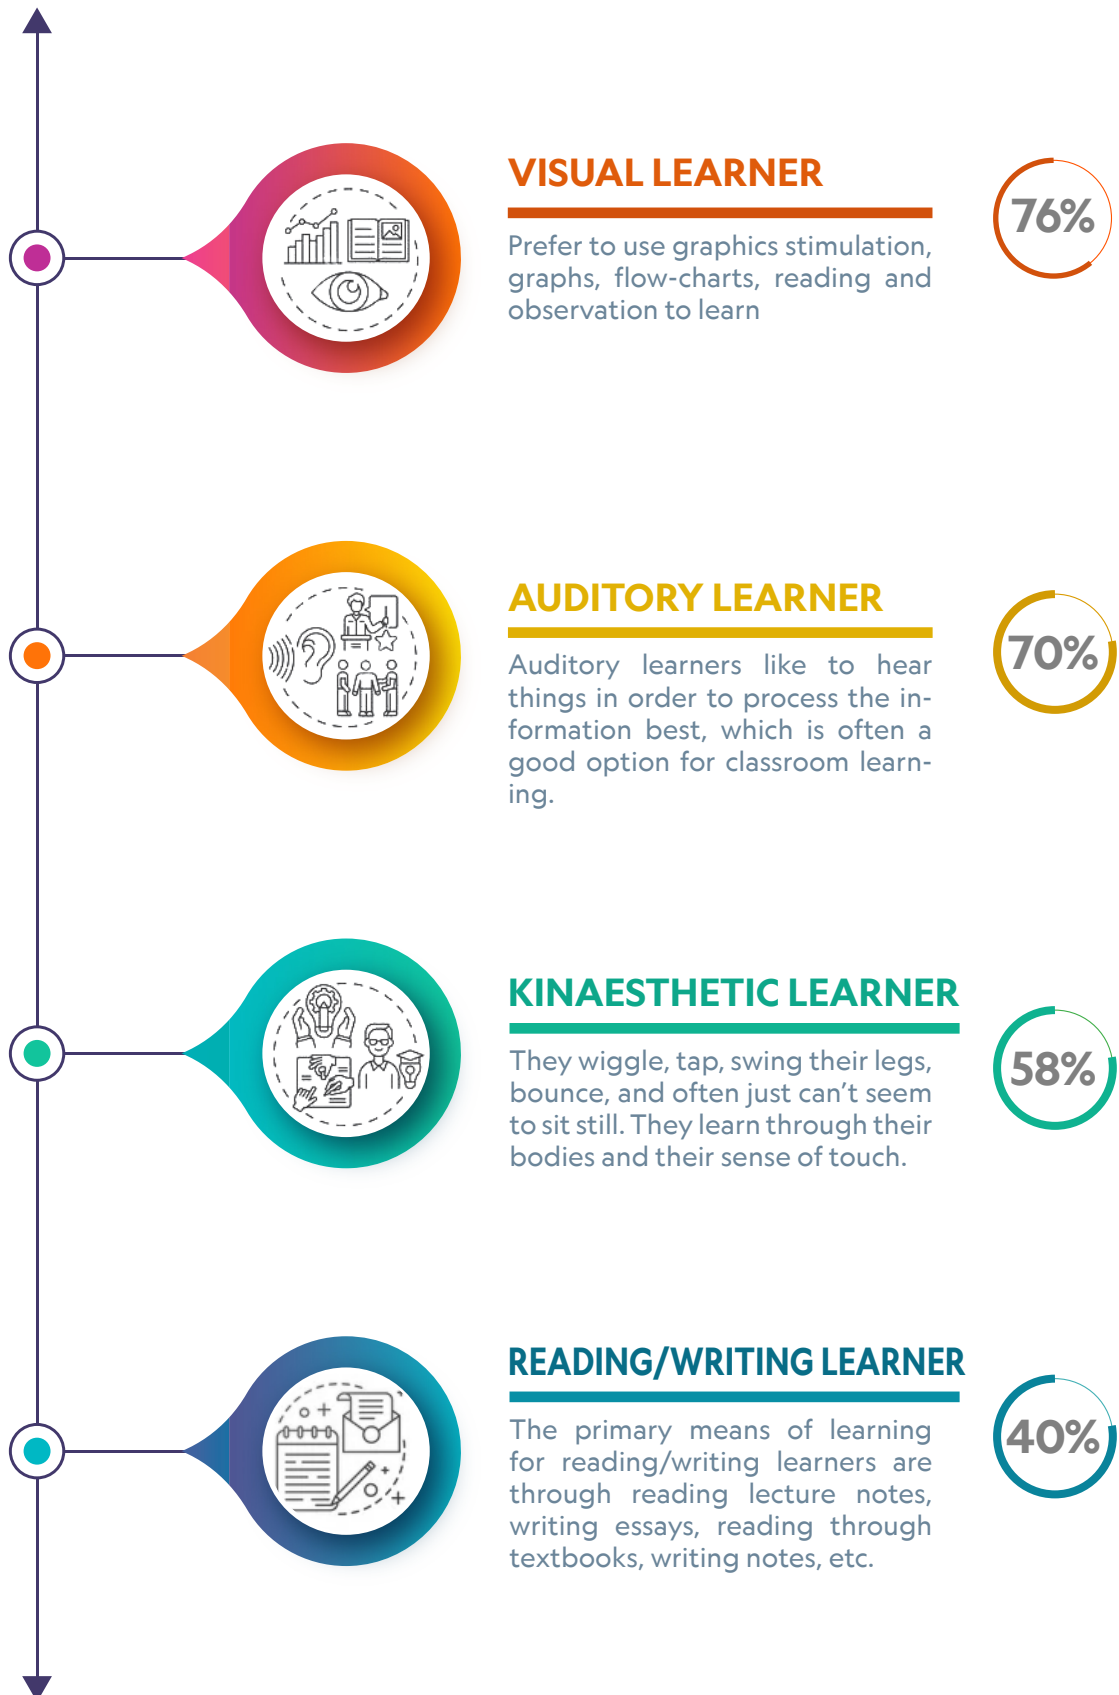 VISUAL LEARNER
76%
Prefer to use graphics stimulation,
graphs, flow-charts, reading and
observation to learn
AUDITORY LEARNER
70%
Auditory learners like to hear
things in order to process the in-
formation best, which is often a
good option for classroom learn-
ing.
KINAESTHETIC LEARNER
58%
They wiggle, tap, swing their legs,
bounce, and often just can't seem
to sit still. They learn through their
bodies and their sense of touch.
READING/WRITING LEARNER
40%
The primary means of learning
for reading/writing learners are
through reading lecture notes,
writing essays, reading through
textbooks, writing notes, etc.